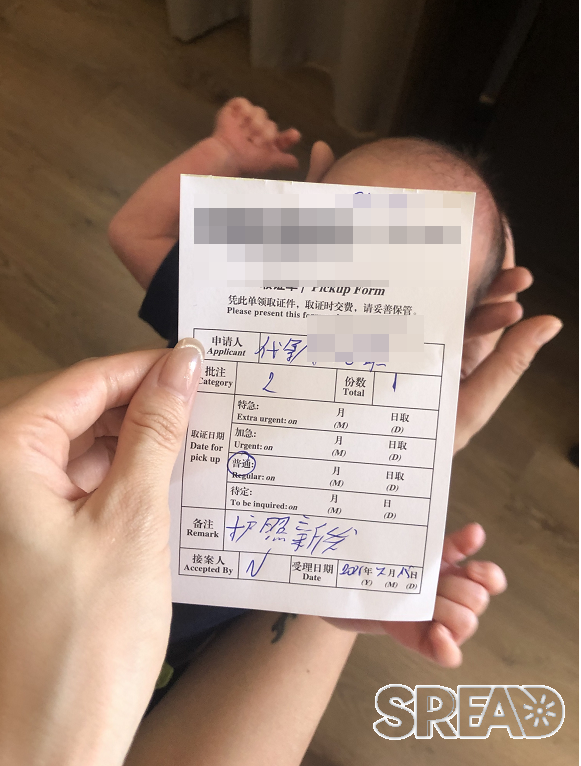 Pickup Form
凭此单领取证件，取证时交费，请妥善保管。
Please present this
申请人
Applicant
批注
Category
2
份数
Total
1
取证日期
Date for
pick up
特急:
Extra urgent: on
月
(M)
日取
(D)
加急:
Urgent: on
月
(M)
日取
(D)
普通:
Regular: on
月
(M)
日取
(D)
待定:
To be inquired: on
月
(M)
日
(D)
备注
Remark
护照新发
接案人
Accepted By
受理日期
Date
年
月
日
(Y)
(M)
(D)
SPREAD